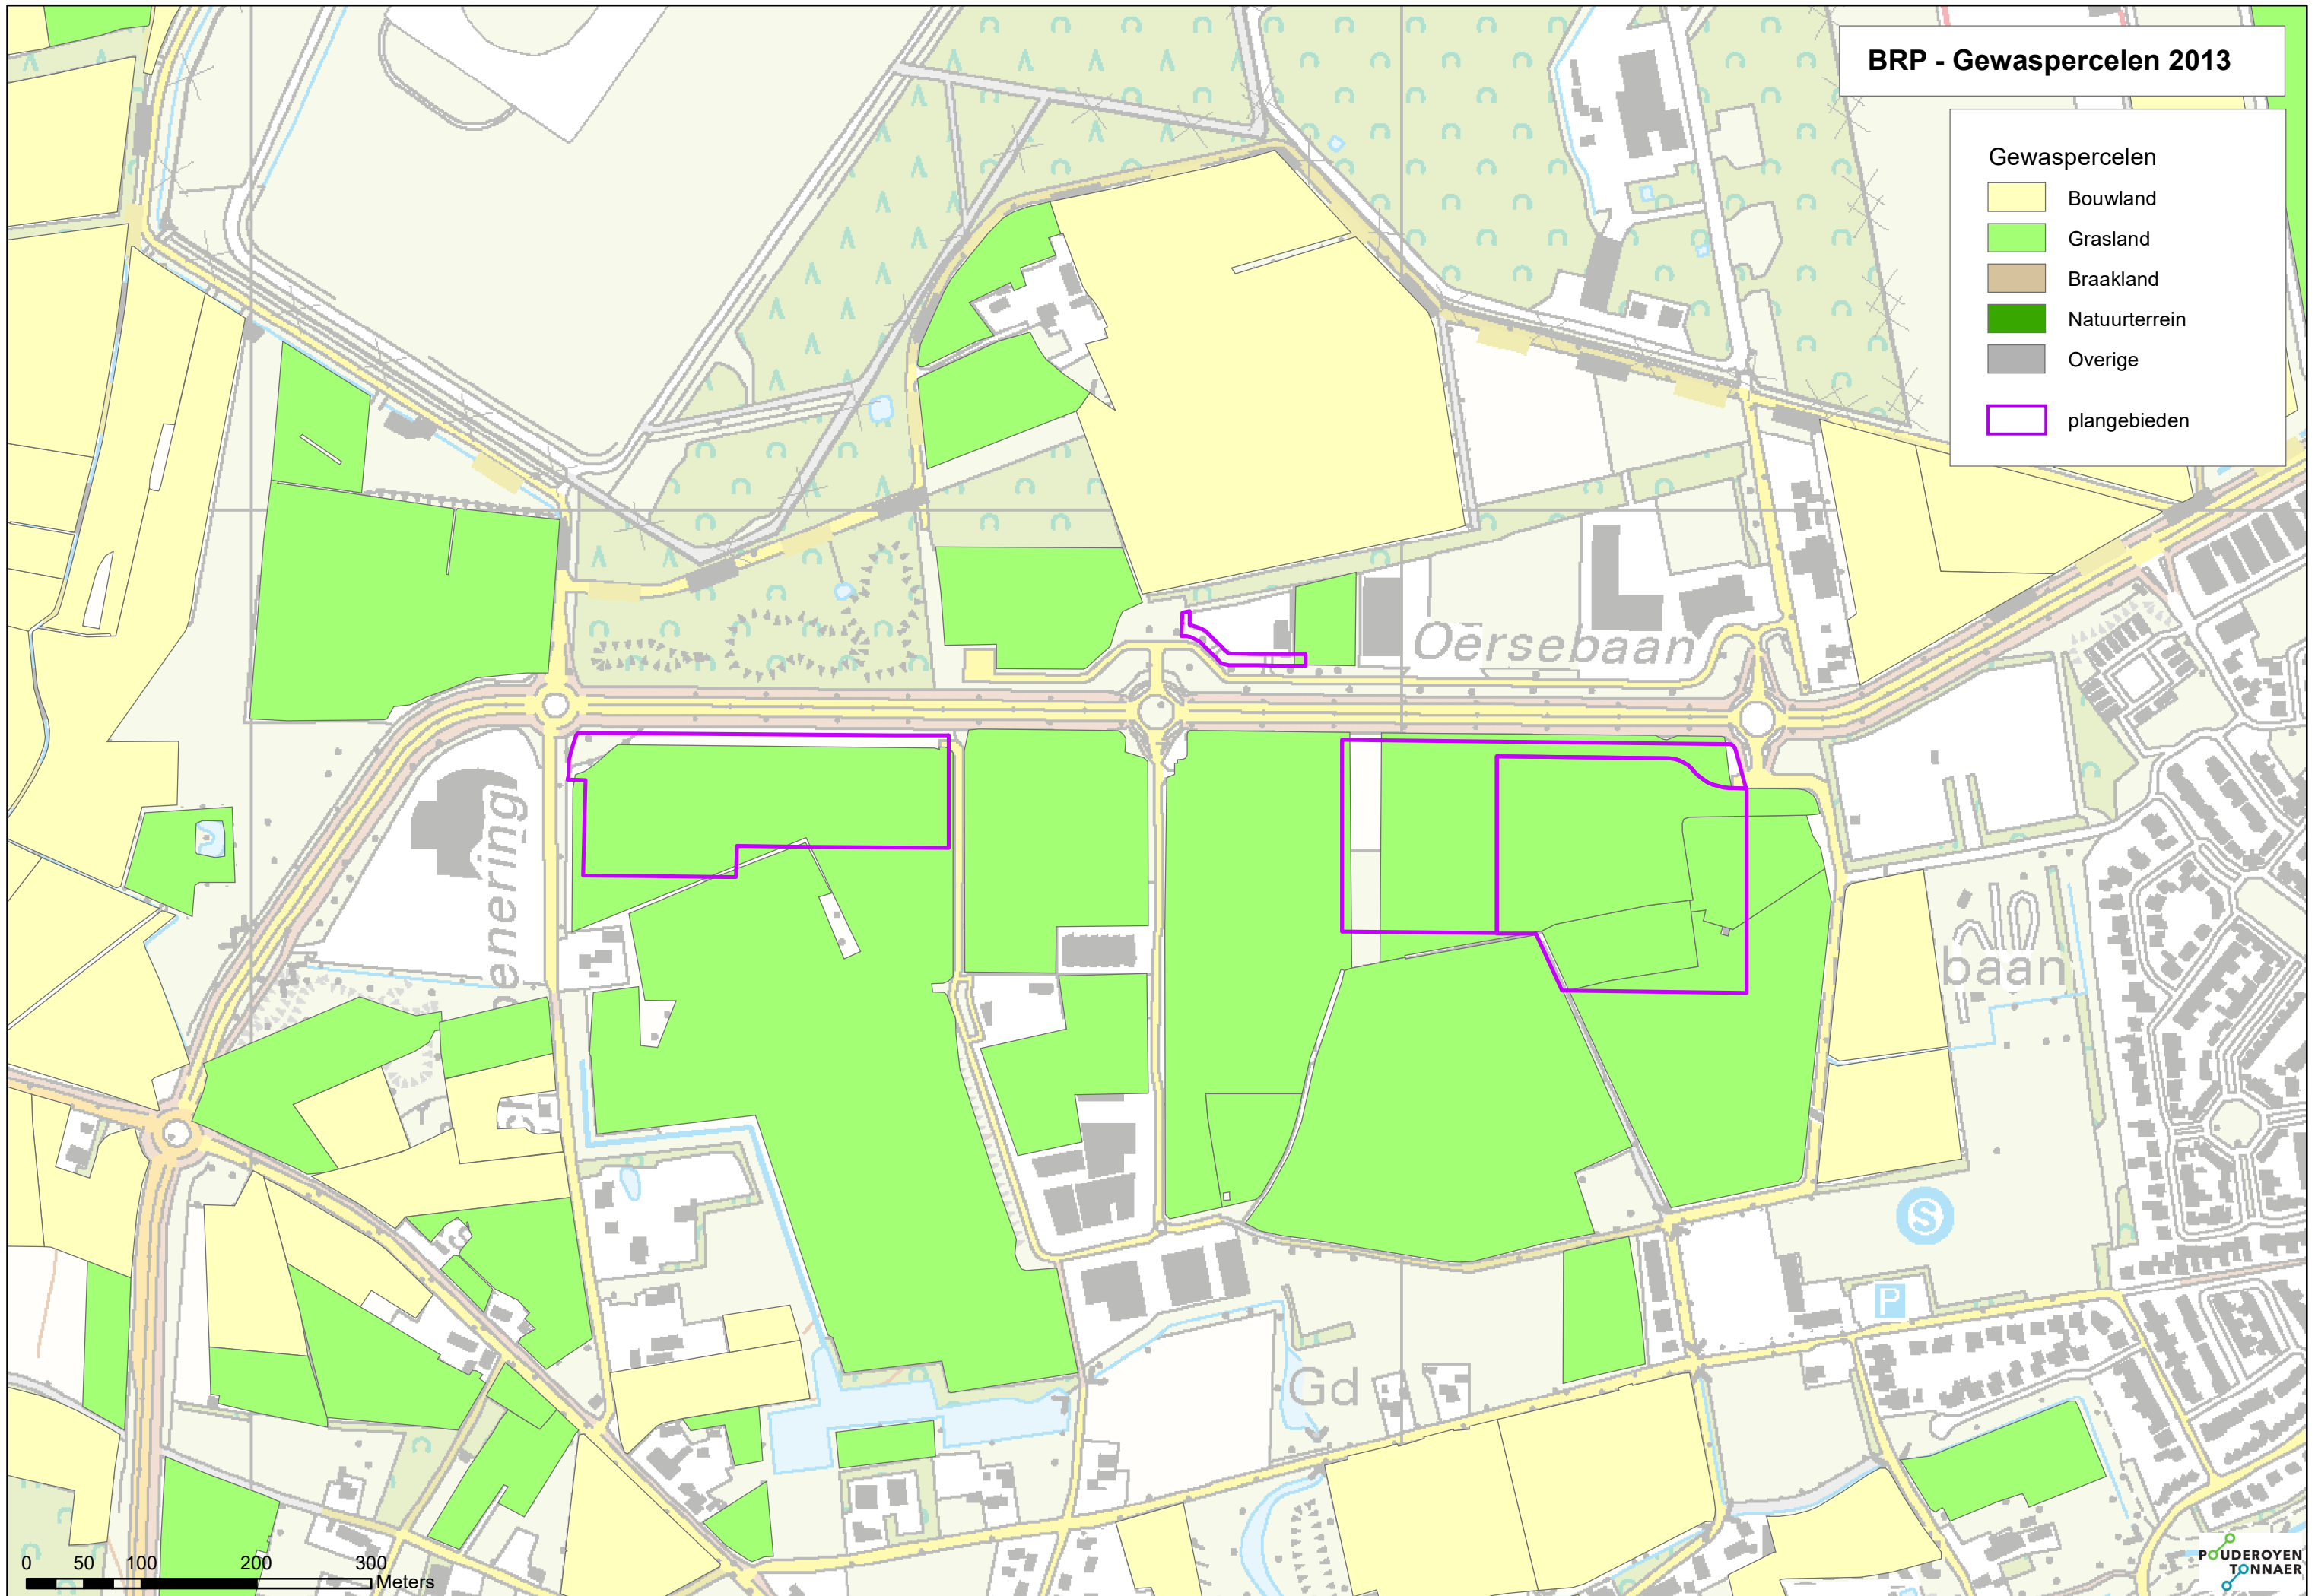 BRP - Gewaspercelen 2013
Gewaspercelen
Bouwland
Grasland
Braakland
Natuurterrein
Overige
plangebieden
Oersebaan
enering
baan
S
P
Gd
0 50 100 200 300
Meters
POUDEROYEN
TONNAER